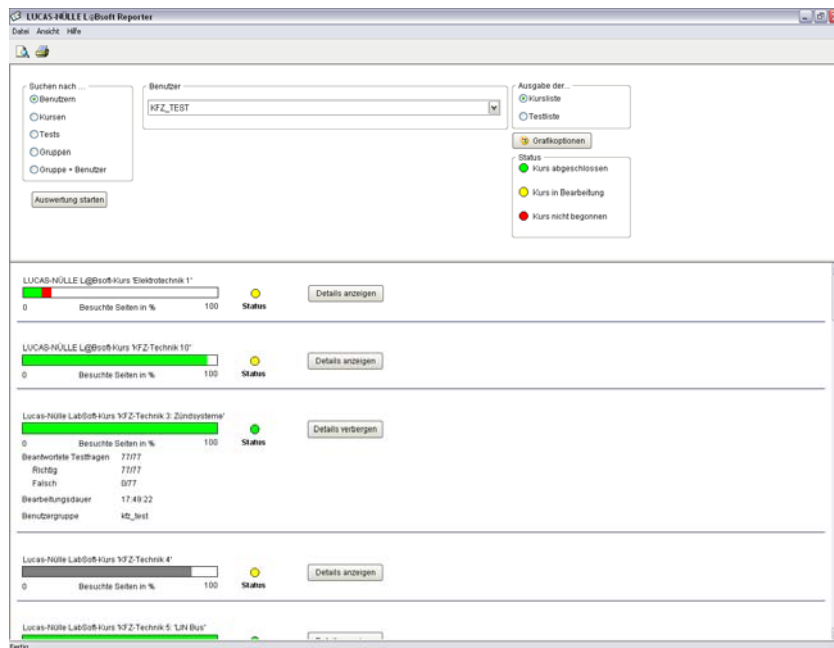 LUCAS-NÜLLE L@Bsoft Reporter
Datei Ansicht Hilfe
Suchen nach ...
Benutzern
Kursen
Tests
Gruppen
Gruppe + Benutzer
Auswertung starten
Benutzer
KFZ_TEST
Ausgabe der...
Kursliste
Testliste
Grafikoptionen
Status
Kurs abgeschlossen
Kurs in Bearbeitung
Kurs nicht begonnen
LUCAS-NÜLLE L@Bsoft-Kurs 'Elektrotechnik 1'
0 Besuchte Seiten in % 100 Status Details anzeigen
LUCAS-NÜLLE L@Bsoft-Kurs 'KFZ-Technik 10'
0 Besuchte Seiten in % 100 Status Details anzeigen
Lucas-Nülle LabSoft-Kurs 'KFZ-Technik 3: Zündsysteme'
0 Besuchte Seiten in % 100 Status Details verbergen
Beantwortete Testfragen 77/77
Richtig 77/77
Falsch 0/77
Bearbeitungsdauer 17:49:22
Benutzergruppe kfz_test
Lucas-Nülle LabSoft-Kurs 'KFZ-Technik 4'
0 Besuchte Seiten in % 100 Status Details anzeigen
Lucas-Nülle LabSoft-Kurs 'KFZ-Technik 5: 'LIN Bus'
Fertig